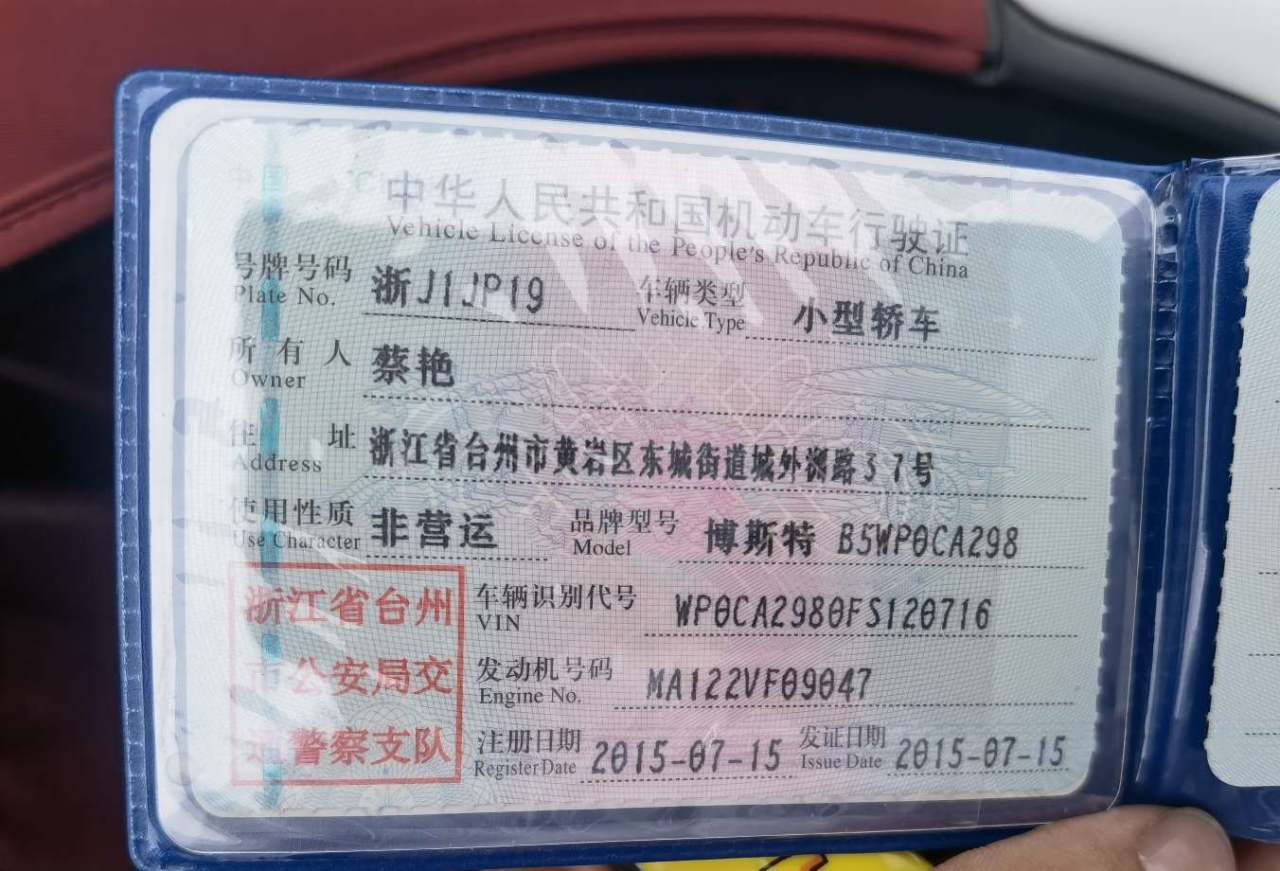 中华人民共和国机动车行驶证
Vehicle License of the People's Republic of China
号牌号码 浙J1JP19 车辆类型 小型轿车
Plate No. Vehicle Type
所有人 蔡艳
Owner
住址 浙江省台州市黄岩区东城街道城外洞路37号
Address
使用性质 非营运 品牌型号 博斯特 B5WP0CA298
Use Character Model
浙江省台州 车辆识别代号 WP0CA2980FS120716
VIN
市公安局交 发动机号码 MA122VF09047
Engine No.
通警察支队 注册日期 2015-07-15 发证日期 2015-07-15
Register Date Issue Date